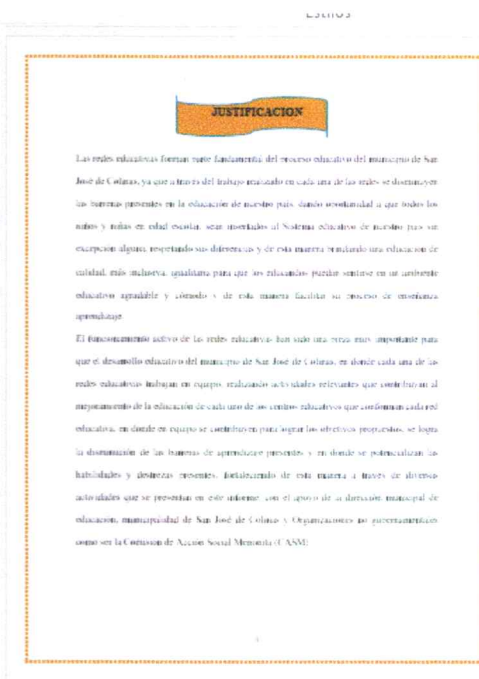 Estilos
JUSTIFICACION
Las redes educativas forman parte fundamental del proceso educativo del municipio de San
José de Colinas, ya que a traves del trabajo realizado en cada una de las redes se disminuyen
las barreras presentes en la educación de nuestro país, dando oportunidad a que todos los
niños y niñas en edad escolar, sean insertados al Sistema educativo de nuestro país sin
excepción alguna, respetando sus diferencias y de esta manera brindando una educación de
calidad, más inclusiva, igualitaria para que los educandos puedan sentirse en un ambiente
educativo agradable y cómodo y de esta manera facilitar su proceso de enseñanza
aprendizaje.
El funcionamiento activo de las redes educativas han sido una pieza muy importante para
que el desarrollo educativo del municipio de San José de Colinas, en donde cada una de las
redes educativas trabajan en equipo, realizando actividades relevantes que contribuyan al
mejoramiento de la educación de cada uno de los centros educativos que conforman cada red
educativa, en donde en equipo se contribuyen para lograr los objetivos propuestos, se logra
la disminución de las barreras de aprendizaje presentes y en donde se potencializan las
habilidades y destrezas presentes, fortaleciendo de esta manera a través de diversas
actividades que se presentan en este informe, con el apoyo de la dirección municipal de
educación, municipalidad de San José de Colinas y Organizaciones no gubernamentales
como ser la Comisión de Acción Social Menonita (CASM)